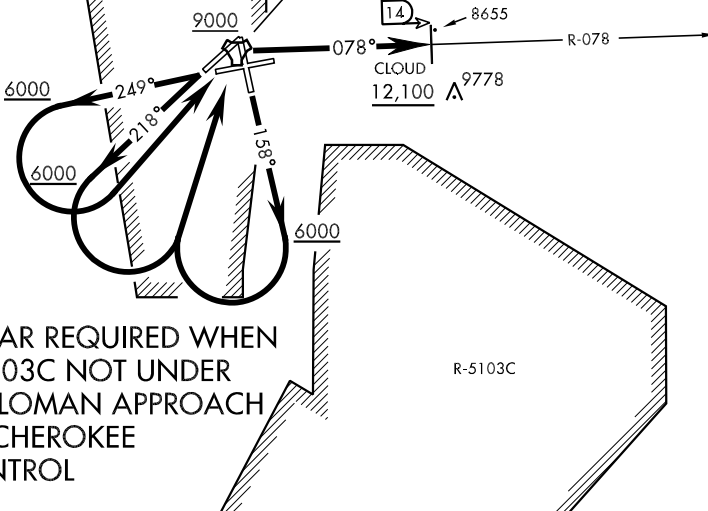 9000
14
8655
078°
R-078
CLOUD
12,100
9778
6000
249°
218°
158°
6000
6000
AR REQUIRED WHEN
03C NOT UNDER
LOMAN APPROACH
CHEROKEE
NTROL
R-5103C